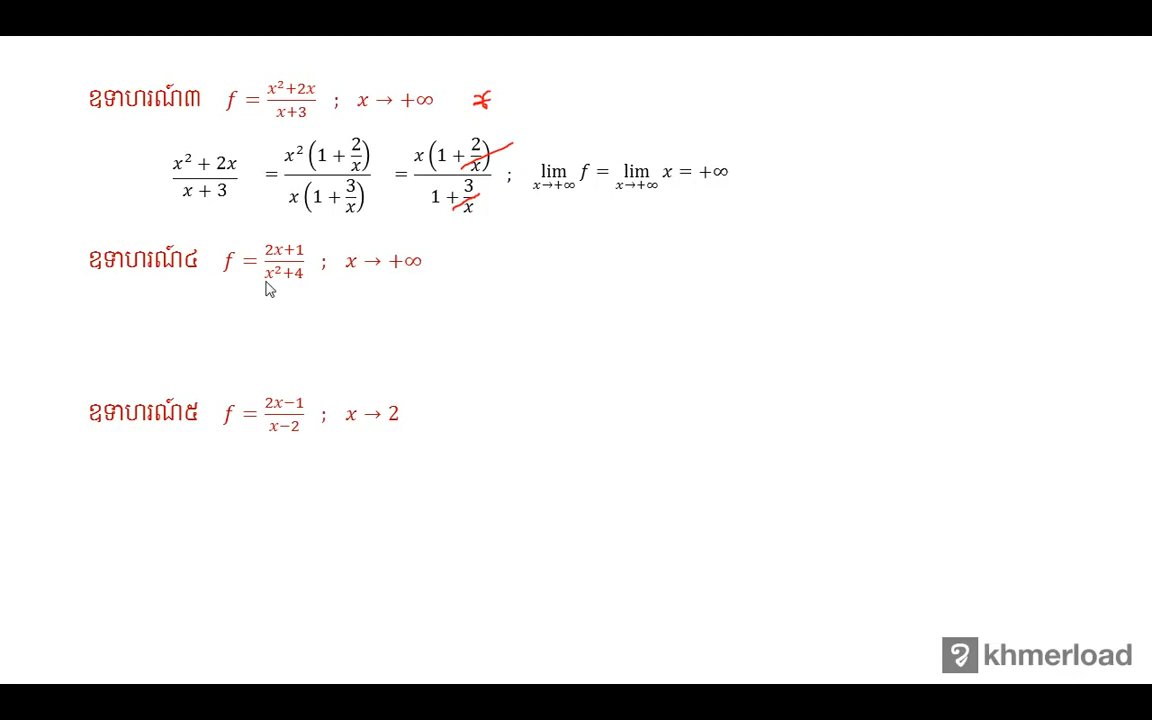 ឧទាហរណ៍៣ f = (x²+2x)/(x+3) ; x → +∞ x
(x² + 2x)/(x + 3) = (x²(1 + 2/x))/(x(1 + 3/x)) = (x(1 + 2/x))/(1 + 3/x) ; lim x→+∞ f = lim x→+∞ x = +∞
ឧទាហរណ៍៤ f = (2x+1)/(x²+4) ; x → +∞
ឧទាហរណ៍៥ f = (2x−1)/(x−2) ; x → 2
khmerload